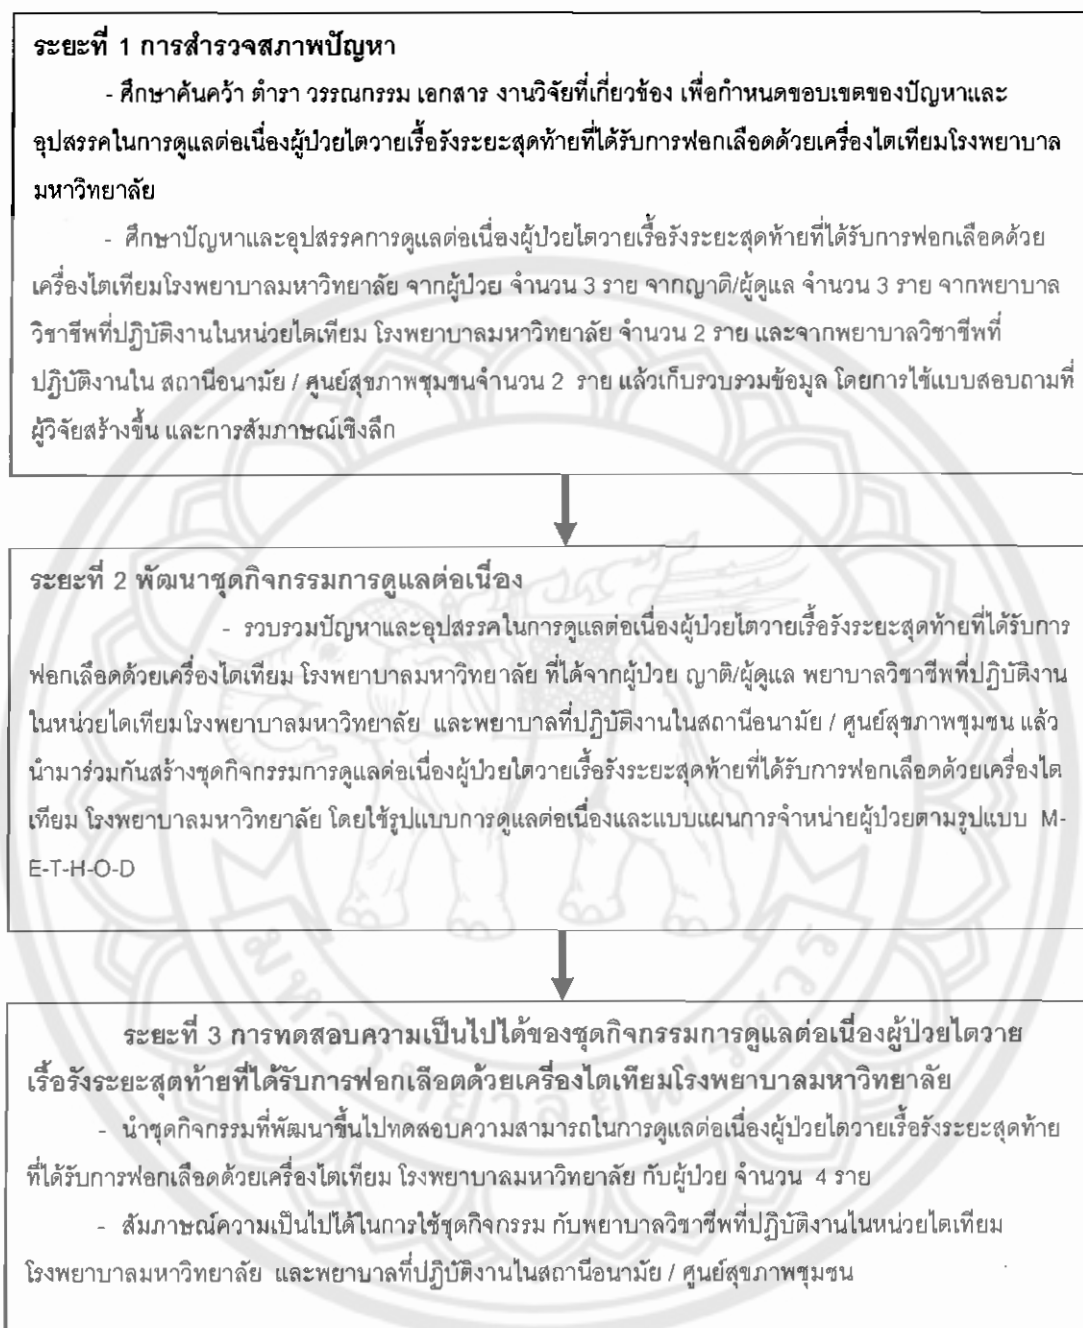 ระยะที่ 1 การสำรวจสภาพปัญหา
- ศึกษาค้นคว้า ตำรา วรรณกรรม เอกสาร งานวิจัยที่เกี่ยวข้อง เพื่อกำหนดขอบเขตของปัญหาและ
อุปสรรคในการดูแลต่อเนื่องผู้ป่วยไตวายเรื้อรังระยะสุดท้ายที่ได้รับการฟอกเลือดด้วยเครื่องไตเทียมโรงพยาบาล
มหาวิทยาลัย
- ศึกษาปัญหาและอุปสรรคการดูแลต่อเนื่องผู้ป่วยไตวายเรื้อรังระยะสุดท้ายที่ได้รับการฟอกเลือดด้วย
เครื่องไตเทียมโรงพยาบาลมหาวิทยาลัย จากผู้ป่วย จำนวน 3 ราย จากญาติ/ผู้ดูแล จำนวน 3 ราย จากพยาบาล
วิชาชีพที่ปฏิบัติงานในหน่วยไตเทียม โรงพยาบาลมหาวิทยาลัย จำนวน 2 ราย และจากพยาบาลวิชาชีพที่
ปฏิบัติงานใน สถานีอนามัย / ศูนย์สุขภาพชุมชนจำนวน 2 ราย แล้วเก็บรวบรวมข้อมูล โดยการใช้แบบสอบถามที่
ผู้วิจัยสร้างขึ้น และการสัมภาษณ์เชิงลึก
ระยะที่ 2 พัฒนาชุดกิจกรรมการดูแลต่อเนื่อง
- รวบรวมปัญหาและอุปสรรคในการดูแลต่อเนื่องผู้ป่วยไตวายเรื้อรังระยะสุดท้ายที่ได้รับการ
ฟอกเลือดด้วยเครื่องไตเทียม โรงพยาบาลมหาวิทยาลัย ที่ได้จากผู้ป่วย ญาติ/ผู้ดูแล พยาบาลวิชาชีพที่ปฏิบัติงาน
ในหน่วยไตเทียมโรงพยาบาลมหาวิทยาลัย และพยาบาลที่ปฏิบัติงานในสถานีอนามัย / ศูนย์สุขภาพชุมชน แล้ว
นำมาร่วมกันสร้างชุดกิจกรรมการดูแลต่อเนื่องผู้ป่วยไตวายเรื้อรังระยะสุดท้ายที่ได้รับการฟอกเลือดด้วยเครื่องไต
เทียม โรงพยาบาลมหาวิทยาลัย โดยใช้รูปแบบการดูแลต่อเนื่องและแบบแผนการจำหน่ายผู้ป่วยตามรูปแบบ M-
E-T-H-O-D
ระยะที่ 3 การทดสอบความเป็นไปได้ของชุดกิจกรรมการดูแลต่อเนื่องผู้ป่วยไตวาย
เรื้อรังระยะสุดท้ายที่ได้รับการฟอกเลือดด้วยเครื่องไตเทียมโรงพยาบาลมหาวิทยาลัย
- นำชุดกิจกรรมที่พัฒนาขึ้นไปทดสอบความสามารถในการดูแลต่อเนื่องผู้ป่วยไตวายเรื้อรังระยะสุดท้าย
ที่ได้รับการฟอกเลือดด้วยเครื่องไตเทียม โรงพยาบาลมหาวิทยาลัย กับผู้ป่วย จำนวน 4 ราย
- สัมภาษณ์ความเป็นไปได้ในการใช้ชุดกิจกรรม กับพยาบาลวิชาชีพที่ปฏิบัติงานในหน่วยไตเทียม
โรงพยาบาลมหาวิทยาลัย และพยาบาลที่ปฏิบัติงานในสถานีอนามัย / ศูนย์สุขภาพชุมชน
มหาวิทยาลัยนเรศวร